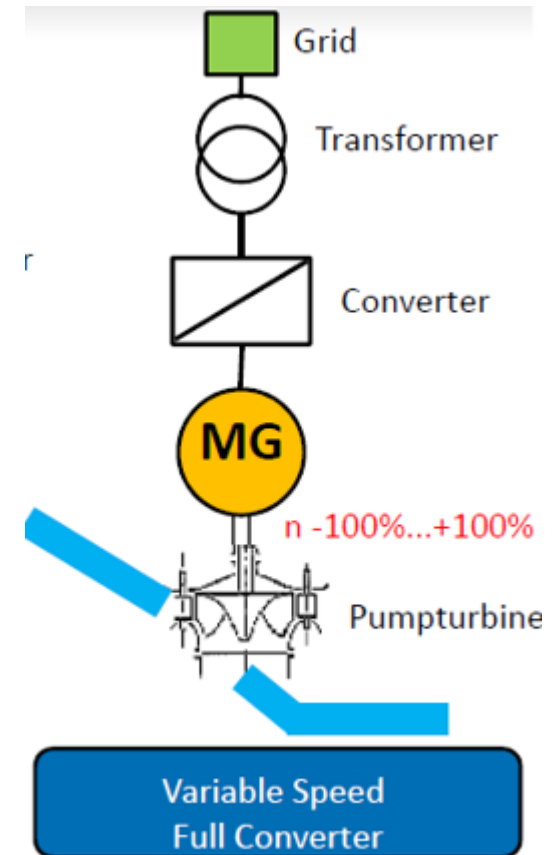 Grid
Transformer
r
Converter
MG
n -100%...+100%
Pumpturbine
Variable Speed
Full Converter